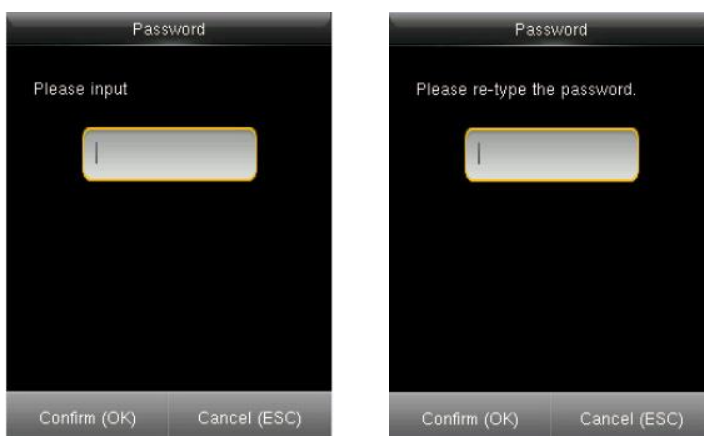 Password
Please input
Confirm (OK) Cancel (ESC)
Password
Please re-type the password.
Confirm (OK) Cancel (ESC)